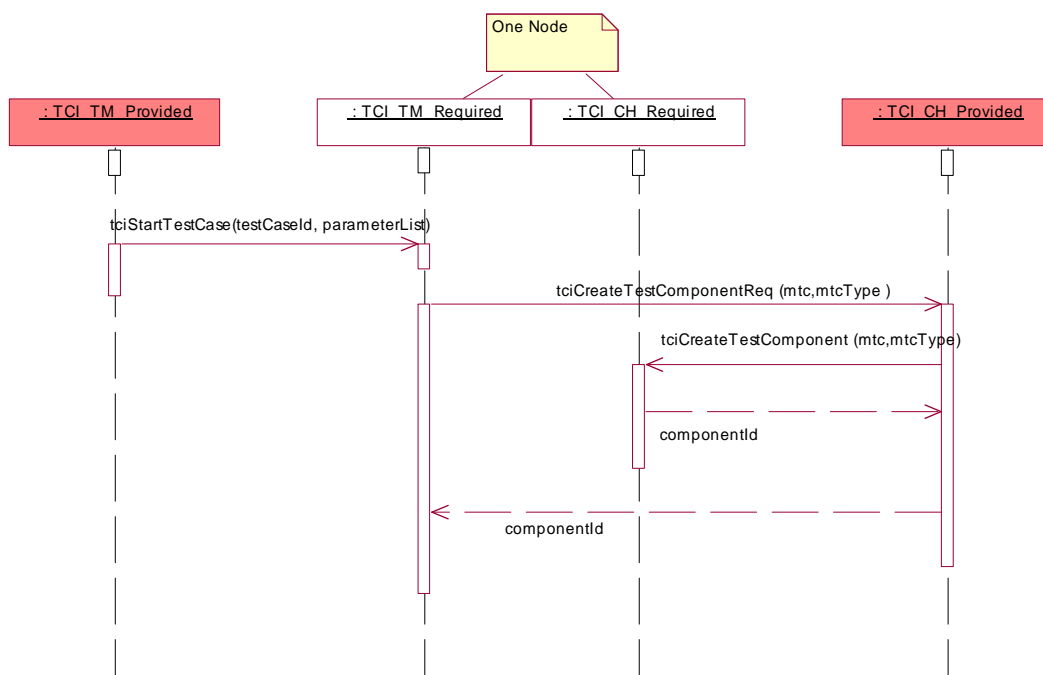 One Node
: TCI_TM_Provided
: TCI_TM_Required
: TCI_CH_Required
: TCI_CH_Provided
tciStartTestCase(testCaseId, parameterList)
tciCreateTestComponentReq (mtc,mtcType )
tciCreateTestComponent (mtc,mtcType)
componentId
componentId